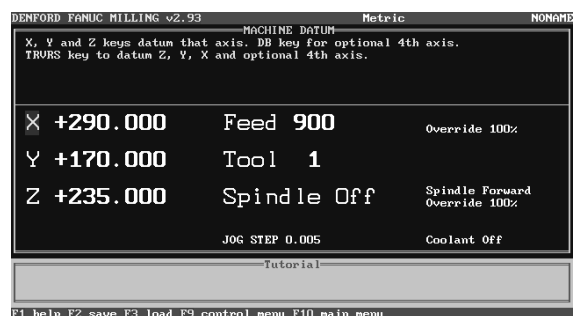 DENFORD FANUC MILLING v2.93 Metric NONAME
MACHINE DATUM
X, Y and Z keys datum that axis. DB key for optional 4th axis.
TRVRS key to datum Z, Y, X and optional 4th axis.
X +290.000 Feed 900 Override 100%
Y +170.000 Tool 1
Z +235.000 Spindle Off Spindle Forward
Override 100%
JOG STEP 0.005 Coolant Off
Tutorial
F1 help F2 save F3 load F9 control menu F10 main menu